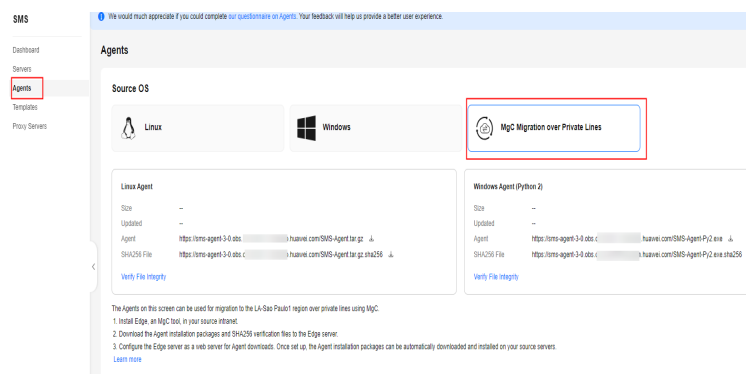 SMS
We would much appreciate if you could complete our questionnaire on Agents. Your feedback will help us provide a better user experience.
Dashboard
Servers
Agents
Templates
Proxy Servers
Agents
Source OS
Linux
Windows
MgC Migration over Private Lines
Linux Agent
Size --
Updated --
Agent https://sms-agent-3-0.obs. huawei.com/SMS-Agent.tar.gz
SHA256 File https://sms-agent-3-0.obs.c huawei.com/SMS-Agent.tar.gz.sha256
Verify File Integrity
Windows Agent (Python 2)
Size --
Updated --
Agent https://sms-agent-3-0.obs.c .huawei.com/SMS-Agent-Py2.exe
SHA256 File https://sms-agent-3-0.obs.c .huawei.com/SMS-Agent-Py2.exe.sha256
Verify File Integrity
The Agents on this screen can be used for migration to the LA-Sao Paulo1 region over private lines using MgC.
1. Install Edge, an MgC tool, in your source intranet.
2. Download the Agent installation packages and SHA256 verification files to the Edge server.
3. Configure the Edge server as a web server for Agent downloads. Once set up, the Agent installation packages can be automatically downloaded and installed on your source servers.
Learn more